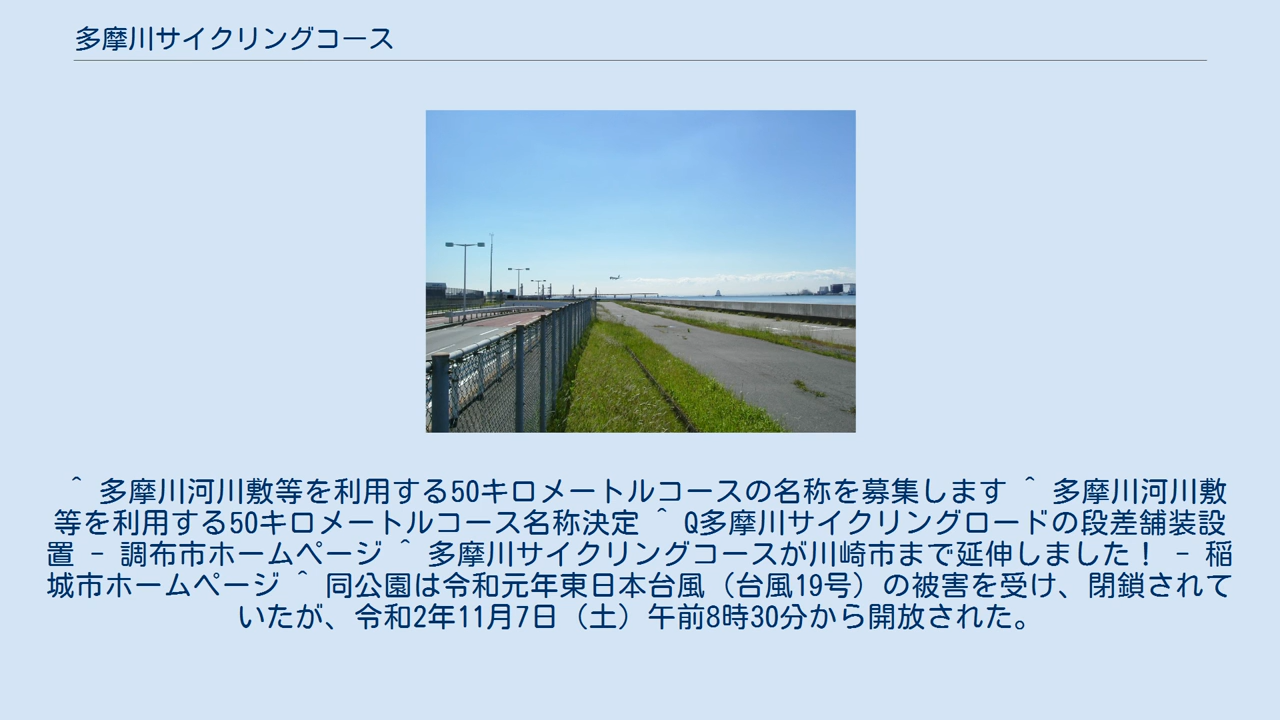 多摩川サイクリングコース
＾ 多摩川河川敷等を利用する50キロメートルコースの名称を募集します ＾ 多摩川河川敷
等を利用する50キロメートルコース名称決定 ＾ Q多摩川サイクリングロードの段差舗装設
置 - 調布市ホームページ ＾ 多摩川サイクリングコースが川崎市まで延伸しました！ - 稲
城市ホームページ ＾ 同公園は令和元年東日本台風（台風19号）の被害を受け、閉鎖されて
いたが、令和2年11月7日（土）午前8時30分から開放された。